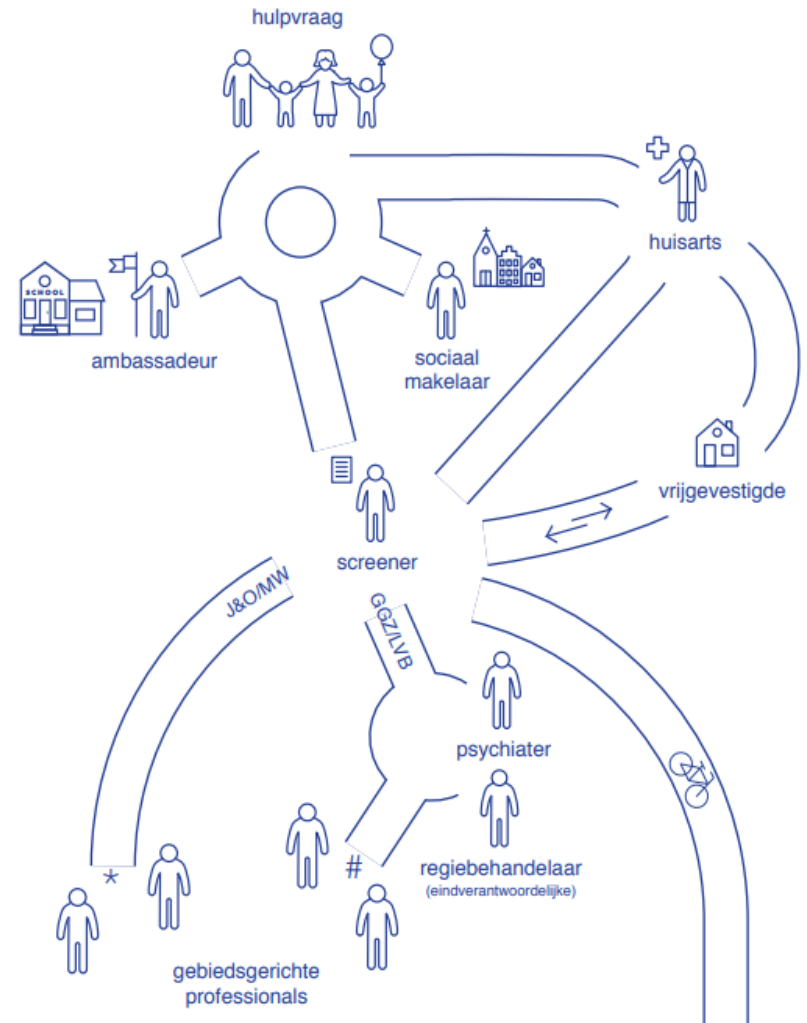 hulpvraag
huisarts
SCHOOL
ambassadeur
sociaal
makelaar
vrijgevestigde
screener
J&O/MW
GGZ/LVB
psychiater
#
regiebehandelaar
(eindverantwoordelijke)
*
gebiedsgerichte
professionals